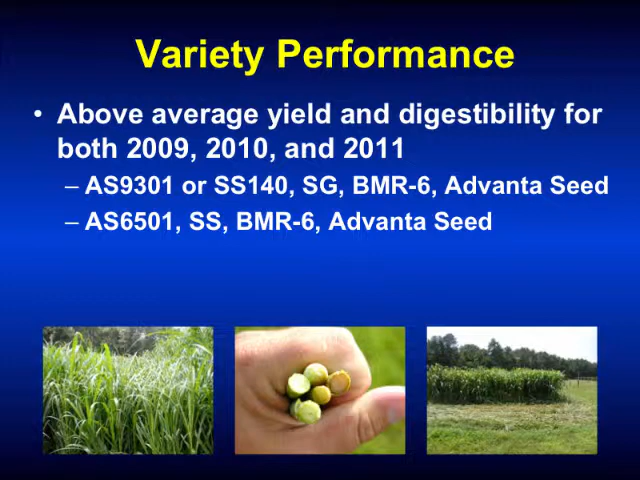 Variety Performance
• Above average yield and digestibility for
both 2009, 2010, and 2011
– AS9301 or SS140, SG, BMR-6, Advanta Seed
– AS6501, SS, BMR-6, Advanta Seed